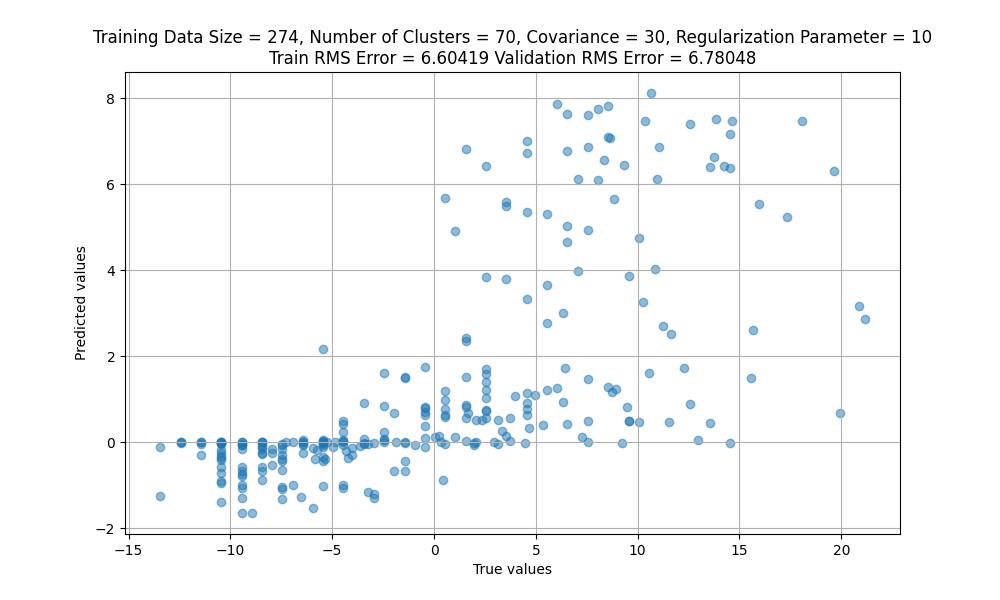 Training Data Size = 274, Number of Clusters = 70, Covariance = 30, Regularization Parameter = 10
Train RMS Error = 6.60419 Validation RMS Error = 6.78048
8
6
4
2
0
−2
Predicted values
−15 −10 −5 0 5 10 15 20
True values